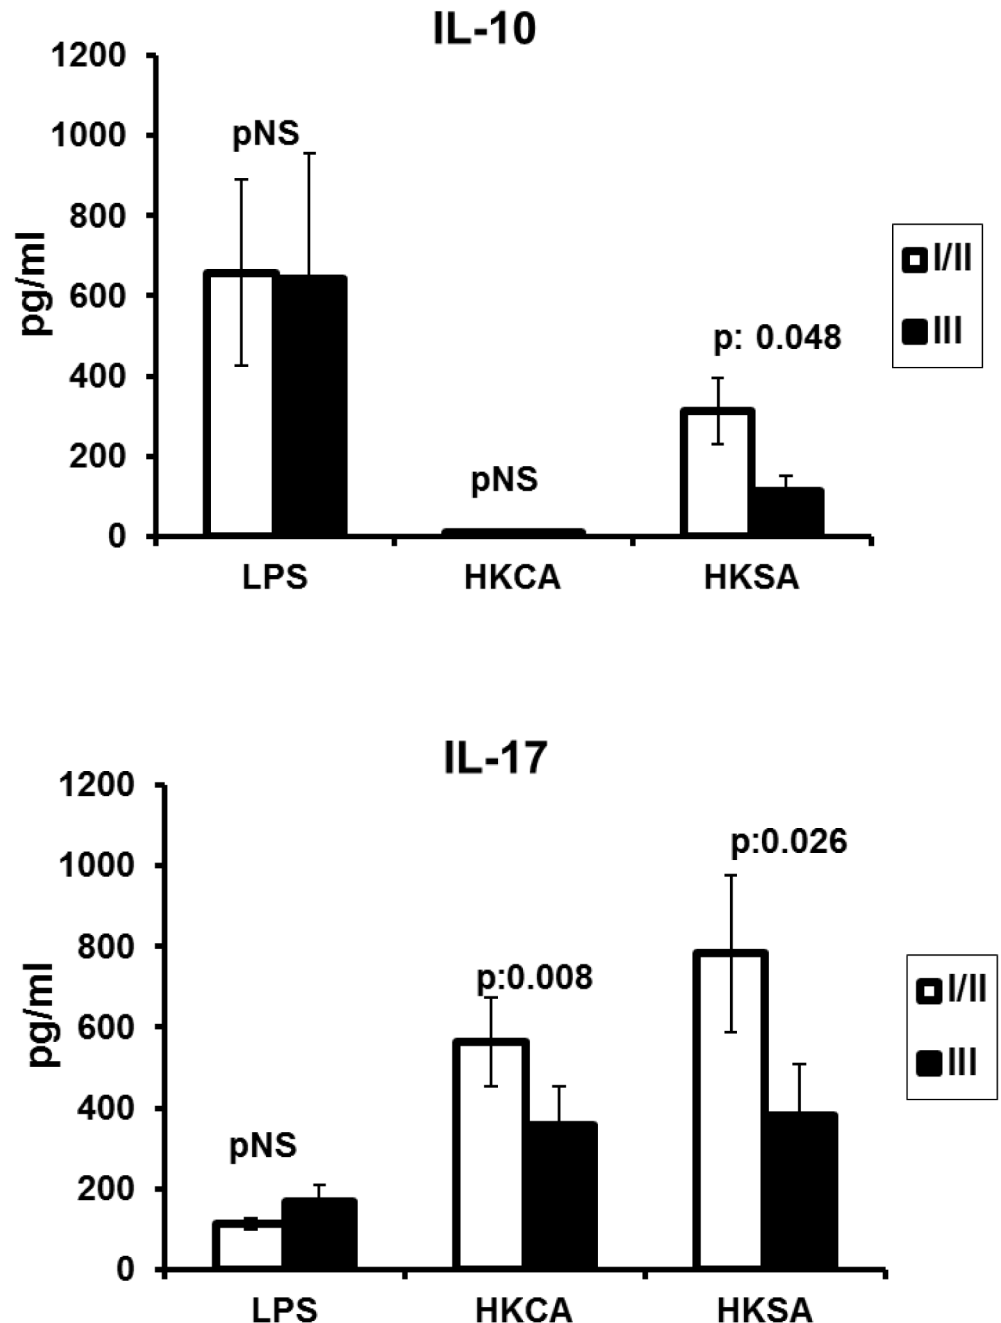 IL-10
1200
1000
800
600
400
200
0
pg/ml
pNS
pNS
p: 0.048
LPS
HKCA
HKSA
I/II
III
IL-17
1200
1000
800
600
400
200
0
pg/ml
pNS
p:0.008
p:0.026
LPS
HKCA
HKSA
I/II
III